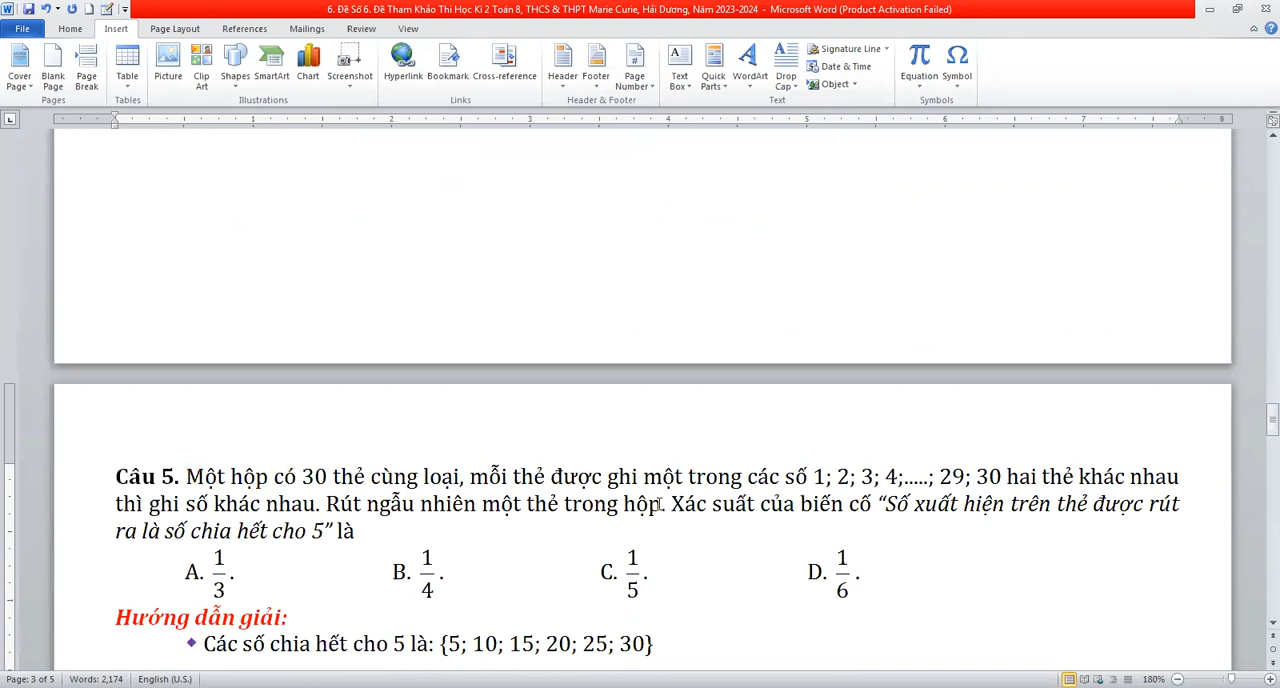 6. Đề Số 6. Đề Tham Khảo Thi Học Kì 2 Toán 8, THCS & THPT Marie Curie, Hải Dương, Năm 2023-2024 - Microsoft Word (Product Activation Failed)
File Home Insert Page Layout References Mailings Review View
Cover Page Blank Page Page Break Table Picture Clip Art Shapes SmartArt Chart Screenshot Hyperlink Bookmark Cross-reference Header Footer Page Number Text Box Quick Parts WordArt Drop Cap Signature Line Date & Time Object Equation Symbol
Pages Tables Illustrations Links Header & Footer Text Symbols
1 2 3 4 5 6 7 8
Câu 5. Một hộp có 30 thẻ cùng loại, mỗi thẻ được ghi một trong các số 1; 2; 3; 4;.....; 29; 30 hai thẻ khác nhau
thì ghi số khác nhau. Rút ngẫu nhiên một thẻ trong hộp. Xác suất của biến cố “Số xuất hiện trên thẻ được rút
ra là số chia hết cho 5” là
A. 1/3. B. 1/4. C. 1/5. D. 1/6.
Hướng dẫn giải:
Các số chia hết cho 5 là: {5; 10; 15; 20; 25; 30}
Page: 3 of 5 Words: 2,174 English (U.S.) 180%